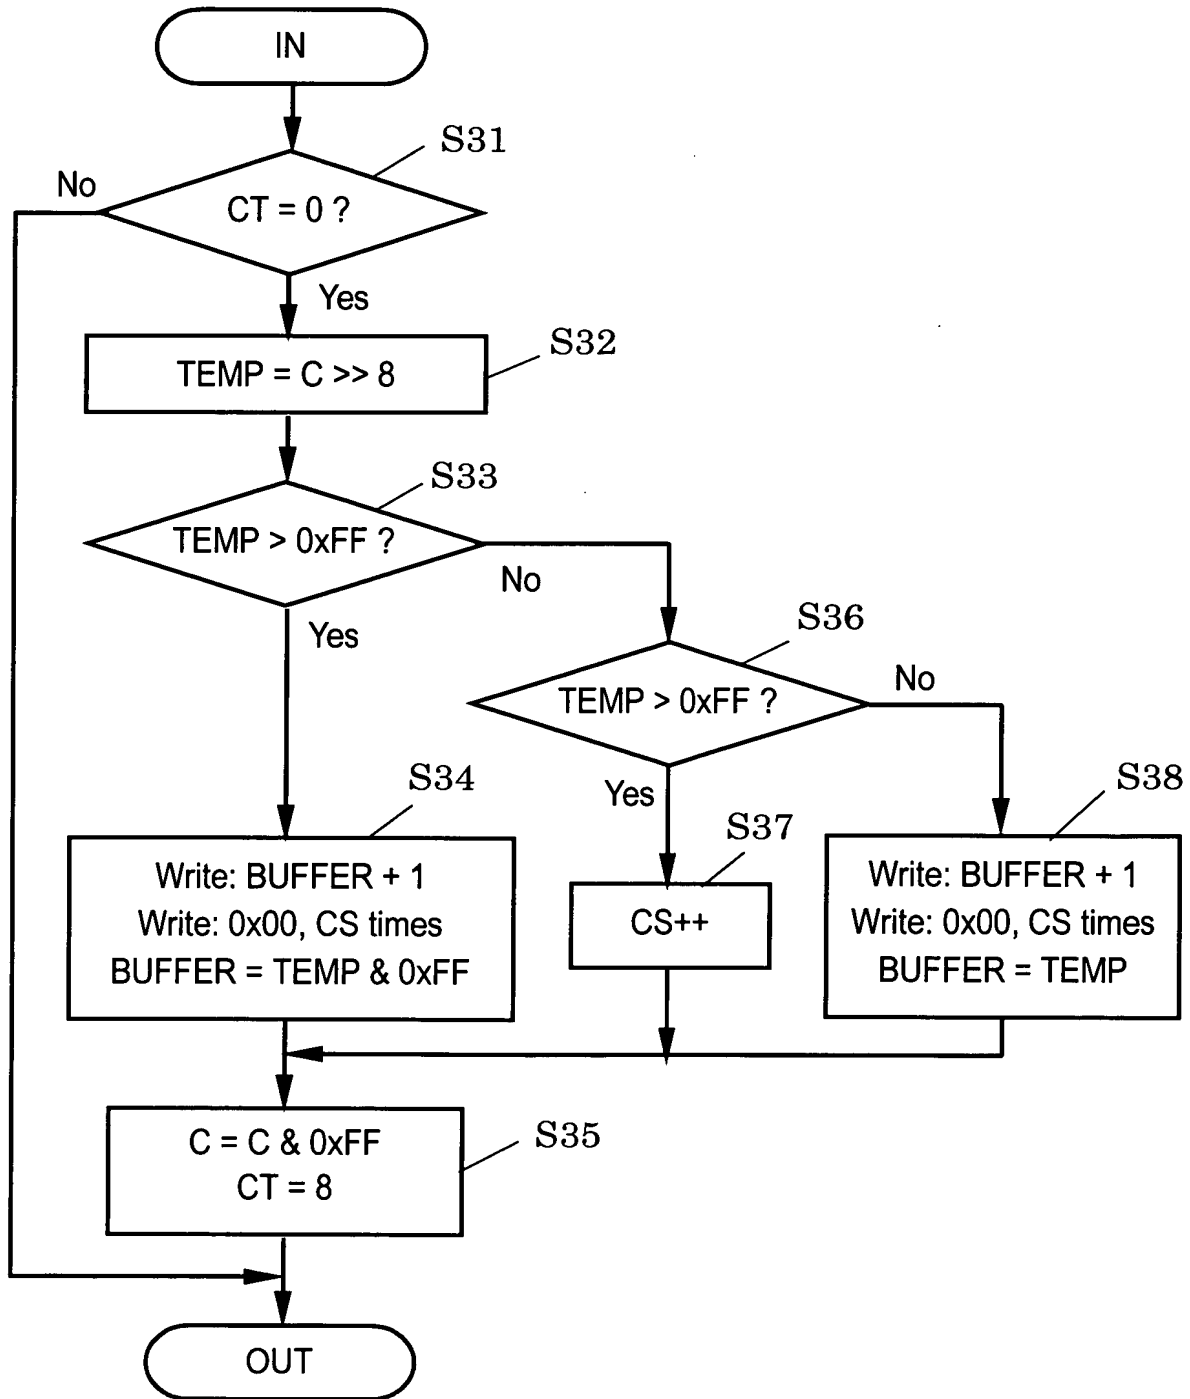 IN
S31
No
CT = 0 ?
Yes
S32
TEMP = C >> 8
S33
TEMP > 0xFF ?
No
Yes
S36
TEMP > 0xFF ?
No
Yes
S34
Write: BUFFER + 1
Write: 0x00, CS times
BUFFER = TEMP & 0xFF
S37
CS++
S38
Write: BUFFER + 1
Write: 0x00, CS times
BUFFER = TEMP
C = C & 0xFF
CT = 8
S35
OUT